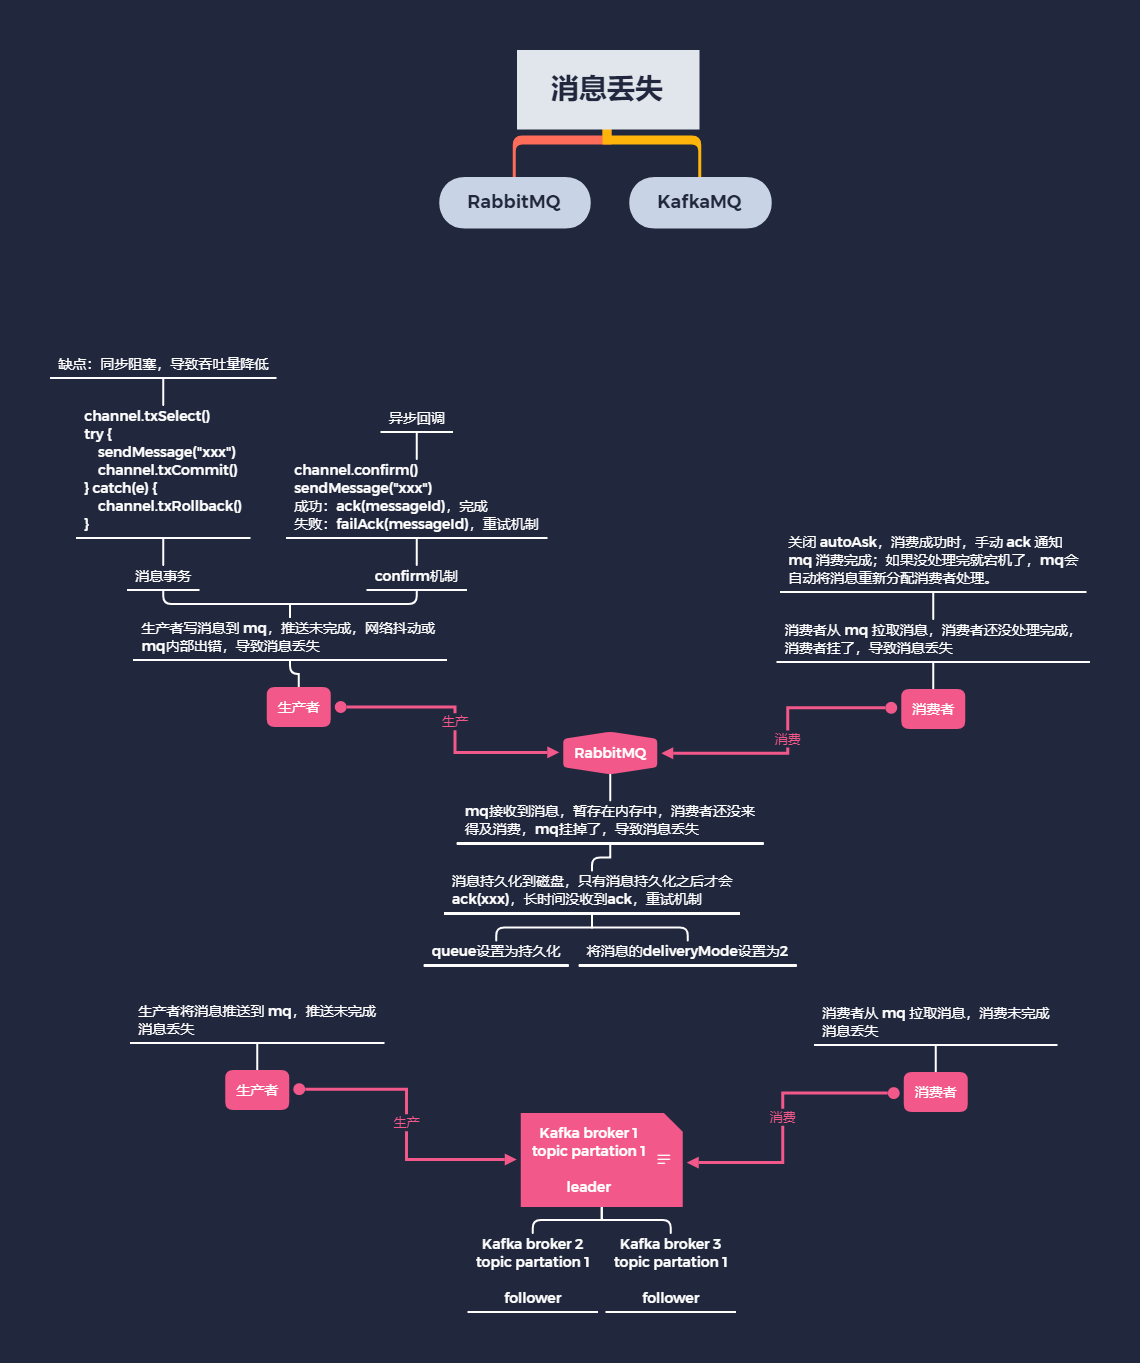 消息丢失
RabbitMQ
KafkaMQ
缺点：同步阻塞，导致吞吐量降低
channel.txSelect()
try {
sendMessage("xxx")
channel.txCommit()
} catch(e) {
channel.txRollback()
}
消息事务
异步回调
channel.confirm()
sendMessage("xxx")
成功：ack(messageId)，完成
失败：failAck(messageId)，重试机制
confirm机制
生产者写消息到 mq，推送未完成，网络抖动或
mq内部出错，导致消息丢失
生产者
生产
关闭 autoAsk，消费成功时，手动 ack 通知
mq 消费完成；如果没处理完就宕机了，mq会
自动将消息重新分配消费者处理。
消费者从 mq 拉取消息，消费者还没处理完成，
消费者挂了，导致消息丢失
消费者
消费
RabbitMQ
mq接收到消息，暂存在内存中，消费者还没来
得及消费，mq挂掉了，导致消息丢失
消息持久化到磁盘，只有消息持久化之后才会
ack(xxx)，长时间没收到ack，重试机制
queue设置为持久化
将消息的deliveryMode设置为2
生产者将消息推送到 mq，推送未完成
消息丢失
生产者
生产
消费者从 mq 拉取消息，消费未完成
消息丢失
消费者
消费
Kafka broker 1
topic partation 1
leader
Kafka broker 2
topic partation 1
follower
Kafka broker 3
topic partation 1
follower